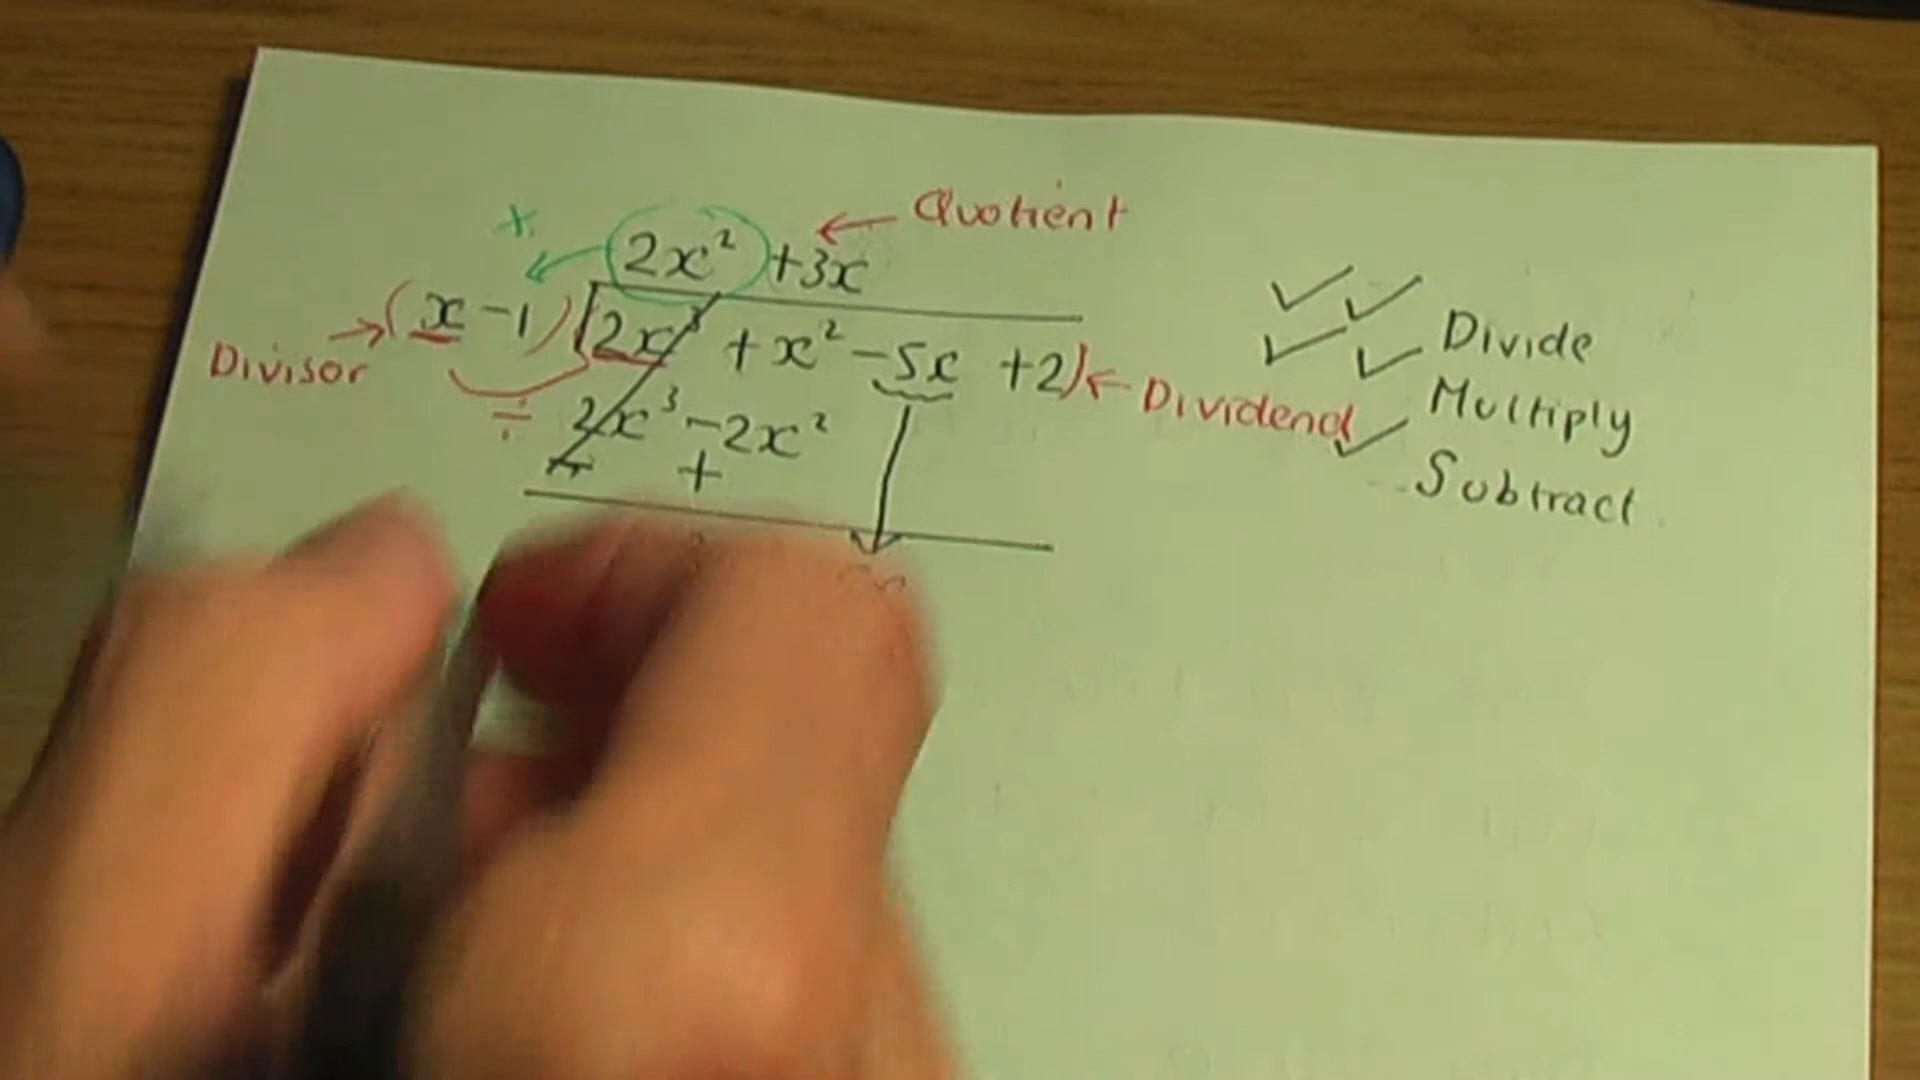 Quotient
×
2x² +3x
(x -1) 2x³ + x² -5x +2)
Divisor
Dividend
÷
2x³ -2x²
- +
Divide
Multiply
Subtract